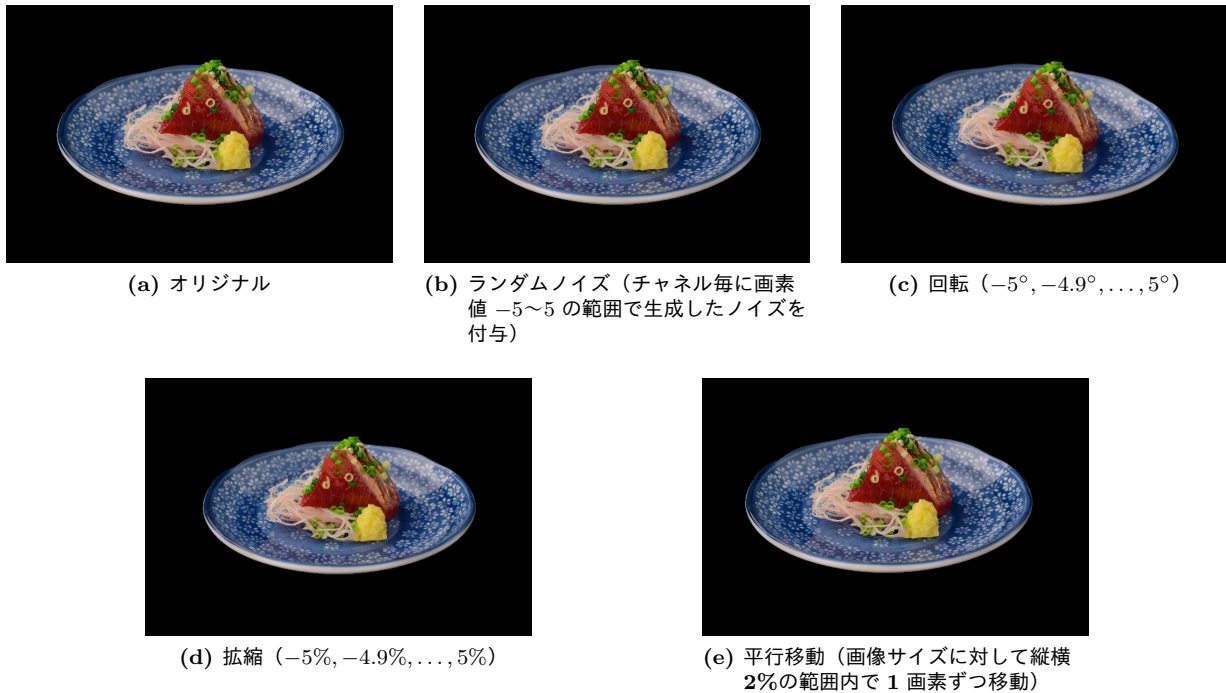 (a) オリジナル
(b) ランダムノイズ（チャネル毎に画素
値 −5～5 の範囲で生成したノイズを
付与）
(c) 回転（−5°, −4.9°, . . . , 5°）
(d) 拡縮（−5%, −4.9%, . . . , 5%）
(e) 平行移動（画像サイズに対して縦横
2%の範囲内で 1 画素ずつ移動）